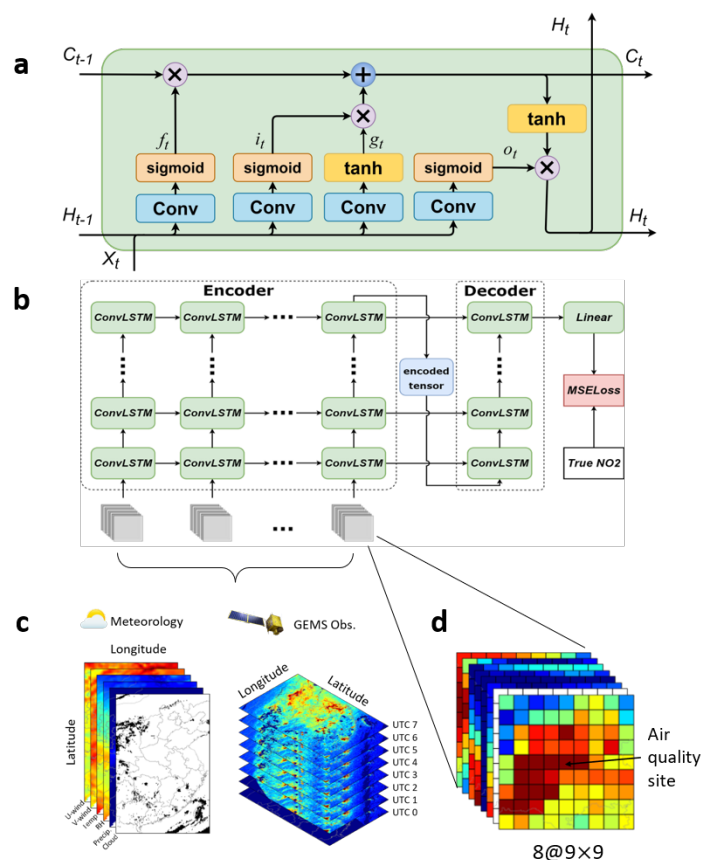 a
C_{t-1}
H_t
C_t
f_t
i_t
g_t
o_t
tanh
sigmoid
sigmoid
tanh
sigmoid
Conv
Conv
Conv
Conv
H_{t-1}
H_t
X_t
b
Encoder
Decoder
ConvLSTM
ConvLSTM
...
ConvLSTM
ConvLSTM
Linear
...
...
...
encoded
tensor
...
MSELoss
ConvLSTM
ConvLSTM
...
ConvLSTM
ConvLSTM
ConvLSTM
ConvLSTM
...
ConvLSTM
ConvLSTM
True NO2
...
c
Meteorology
GEMS Obs.
Longitude
Latitude
U-wind
V-wind
Temp
RH
Precip.
Cloud
Longitude
Latitude
UTC 7
UTC 6
UTC 5
UTC 4
UTC 3
UTC 2
UTC 1
UTC 0
d
Air
quality
site
8@9×9